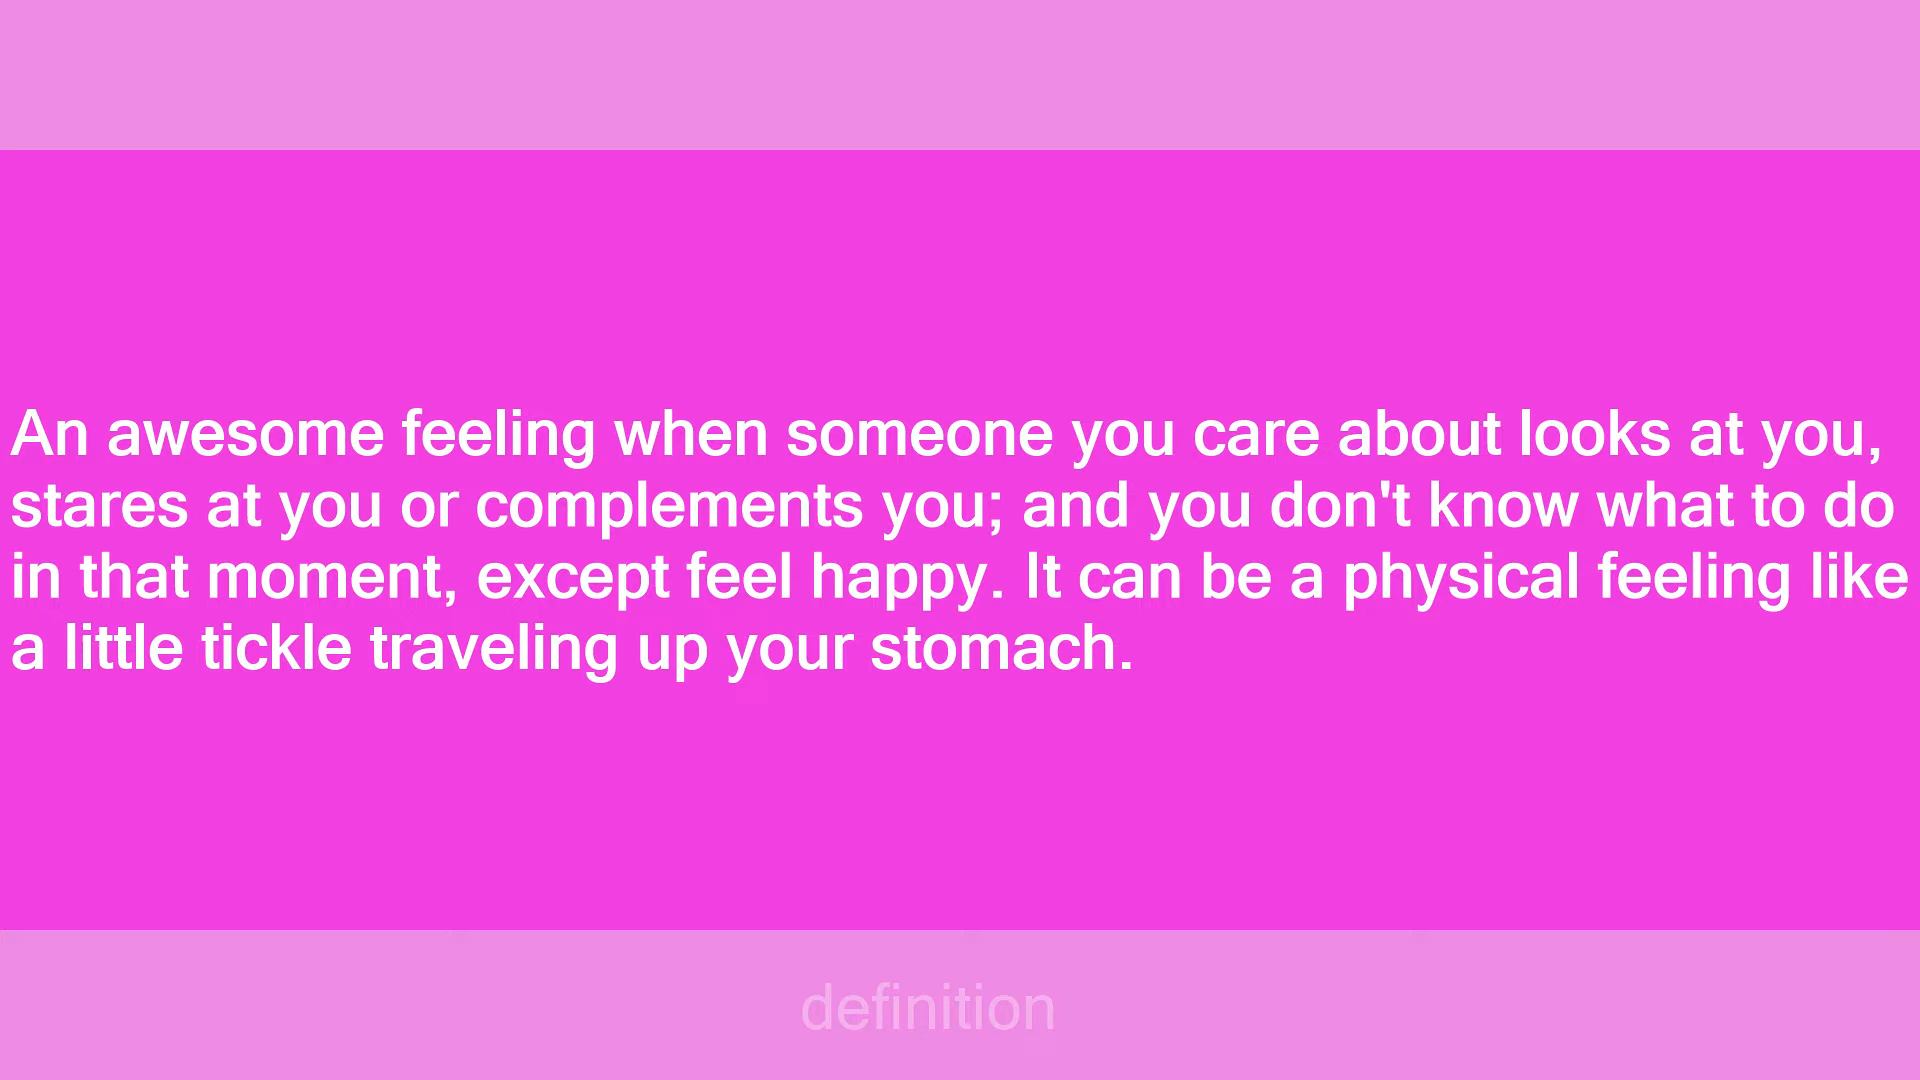 An awesome feeling when someone you care about looks at you,
stares at you or complements you; and you don't know what to do
in that moment, except feel happy. It can be a physical feeling like
a little tickle traveling up your stomach.
definition